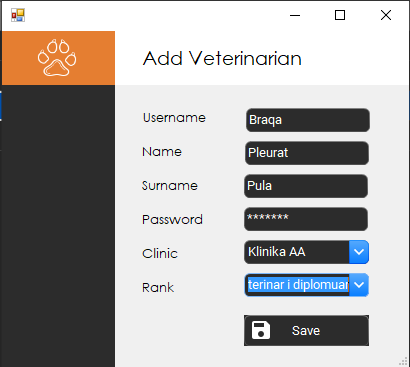 Add Veterinarian
Username Braqa
Name Pleurat
Surname Pula
Password *******
Clinic Klinika AA
Rank terinar i diplomuar
Save